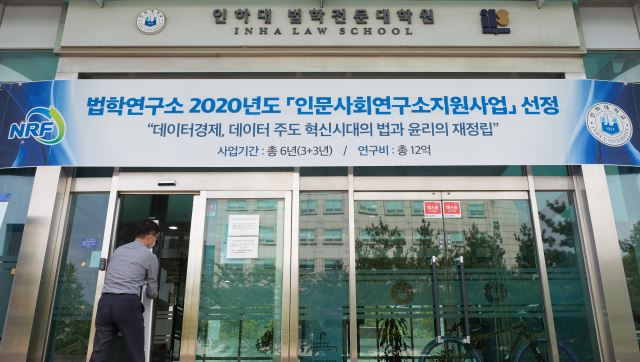 인하대 법학전문대학원
INHA LAW SCHOOL
법학연구소 2020년도 「인문사회연구소지원사업」 선정
NRF
"데이터경제, 데이터 주도 혁신시대의 법과 윤리의 재정립"
사업기간 : 총 6년(3+3년) / 연구비 : 총 12억